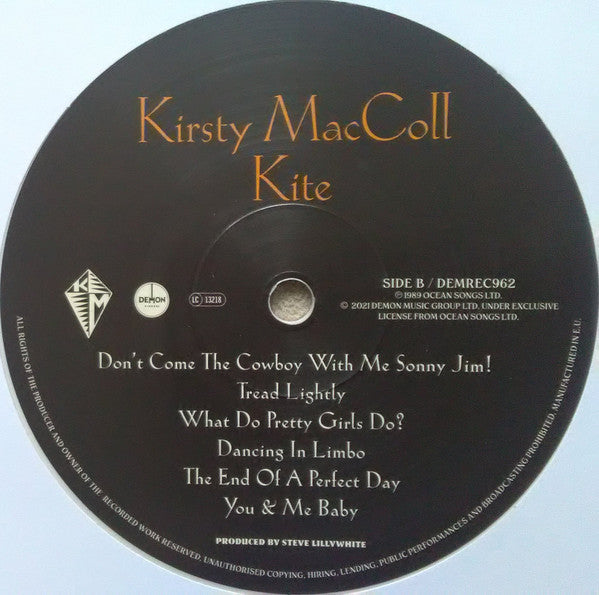 Kirsty MacColl
Kite
KM
DEMON
RECORDS
LC 13218
SIDE B / DEMREC962
℗ 1989 OCEAN SONGS LTD.
© 2021 DEMON MUSIC GROUP LTD. UNDER EXCLUSIVE
LICENSE FROM OCEAN SONGS LTD.
Don't Come The Cowboy With Me Sonny Jim!
Tread Lightly
What Do Pretty Girls Do?
Dancing In Limbo
The End Of A Perfect Day
You & Me Baby
PRODUCED BY STEVE LILLYWHITE
ALL RIGHTS OF THE PRODUCER AND OWNER OF THE RECORDED WORK RESERVED. UNAUTHORISED COPYING, HIRING, LENDING, PUBLIC PERFORMANCES AND BROADCASTING PROHIBITED. MANUFACTURED IN E.U.